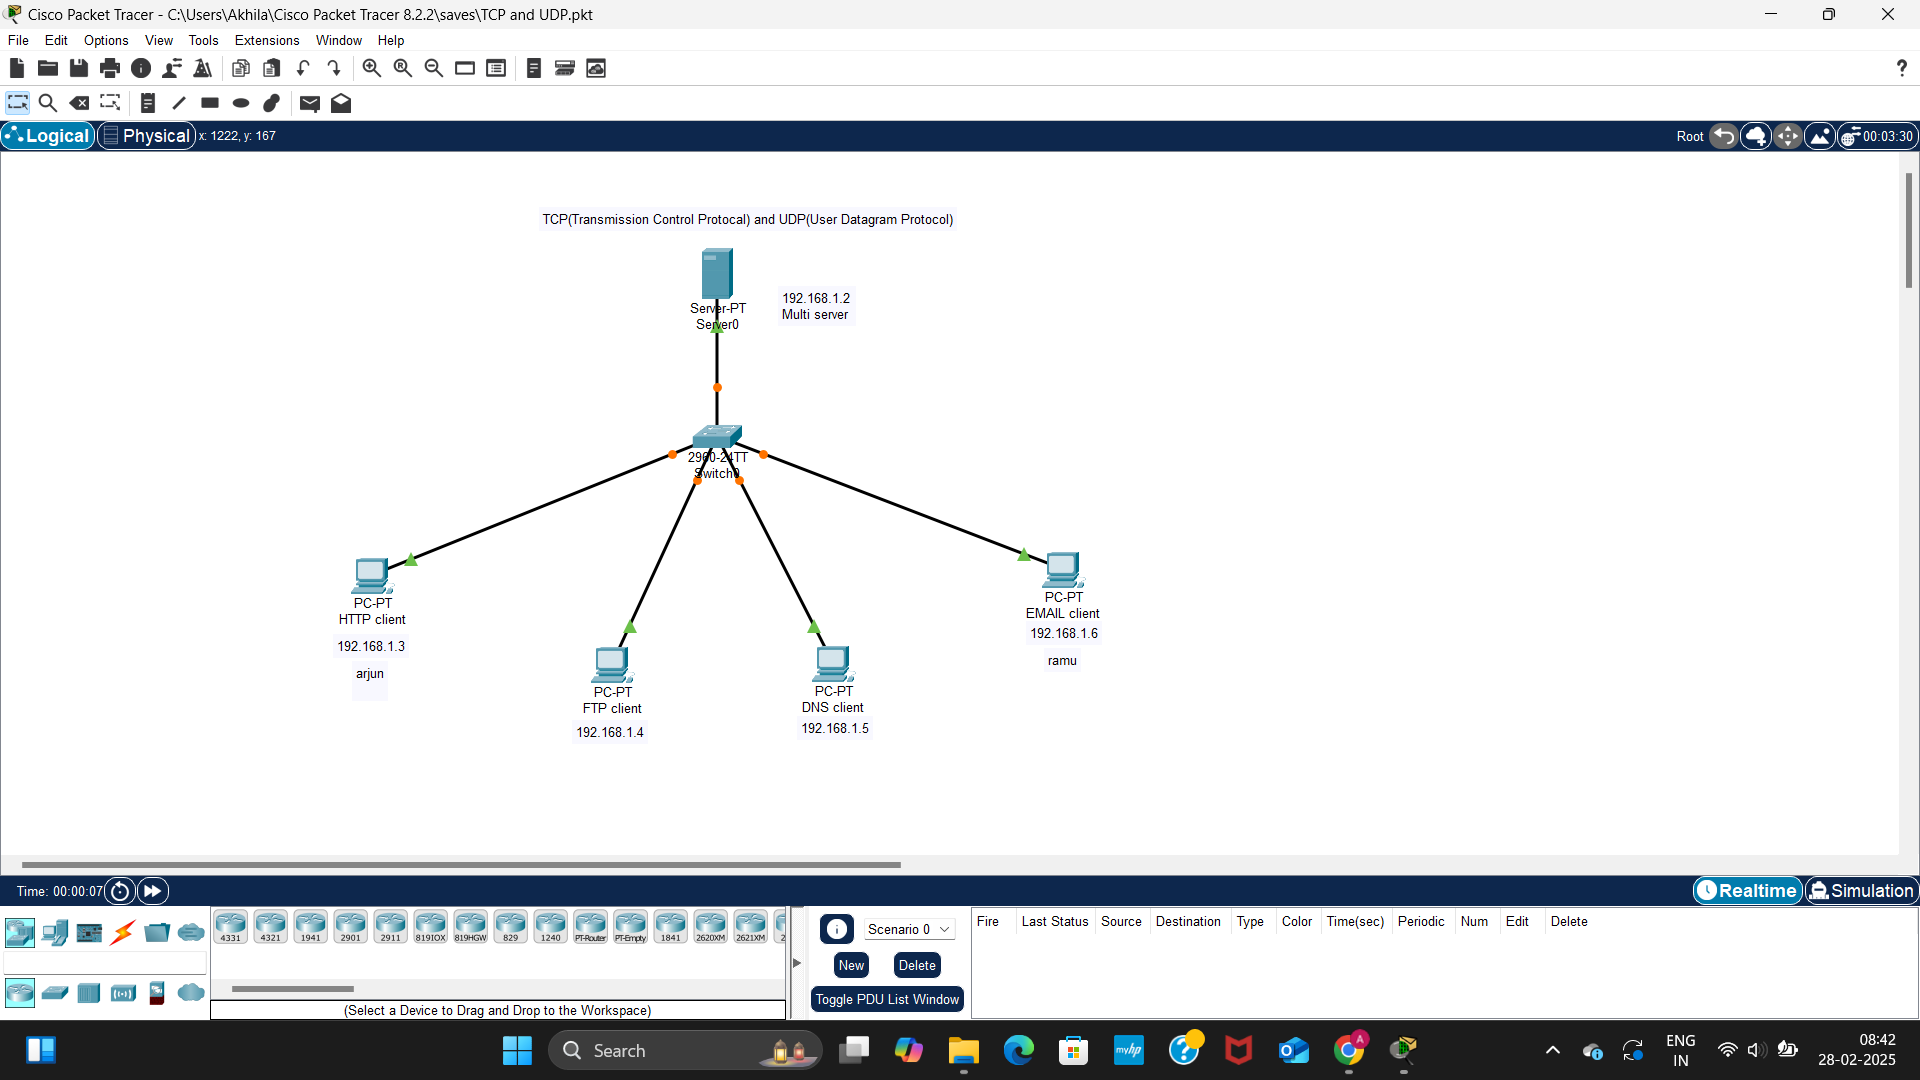 Cisco Packet Tracer - C:\Users\Akhila\Cisco Packet Tracer 8.2.2\saves\TCP and UDP.pkt
File Edit Options View Tools Extensions Window Help
?
Logical Physical x: 1222, y: 167 Root 00:03:30
TCP(Transmission Control Protocal) and UDP(User Datagram Protocol)
Server-PT
Server0
192.168.1.2
Multi server
2960-24TT
Switch0
PC-PT
HTTP client
192.168.1.3
arjun
PC-PT
FTP client
192.168.1.4
PC-PT
DNS client
192.168.1.5
PC-PT
EMAIL client
192.168.1.6
ramu
Time: 00:00:07 Realtime Simulation
4331 4321 1941 2901 2911 819IOX 819HGW 829 1240 PT-Router PT-Empty 1841 2620XM 2621XM 2
(Select a Device to Drag and Drop to the Workspace)
Scenario 0
New Delete
Toggle PDU List Window
Fire Last Status Source Destination Type Color Time(sec) Periodic Num Edit Delete
Search
myhp
A
ENG
IN
08:42
28-02-2025